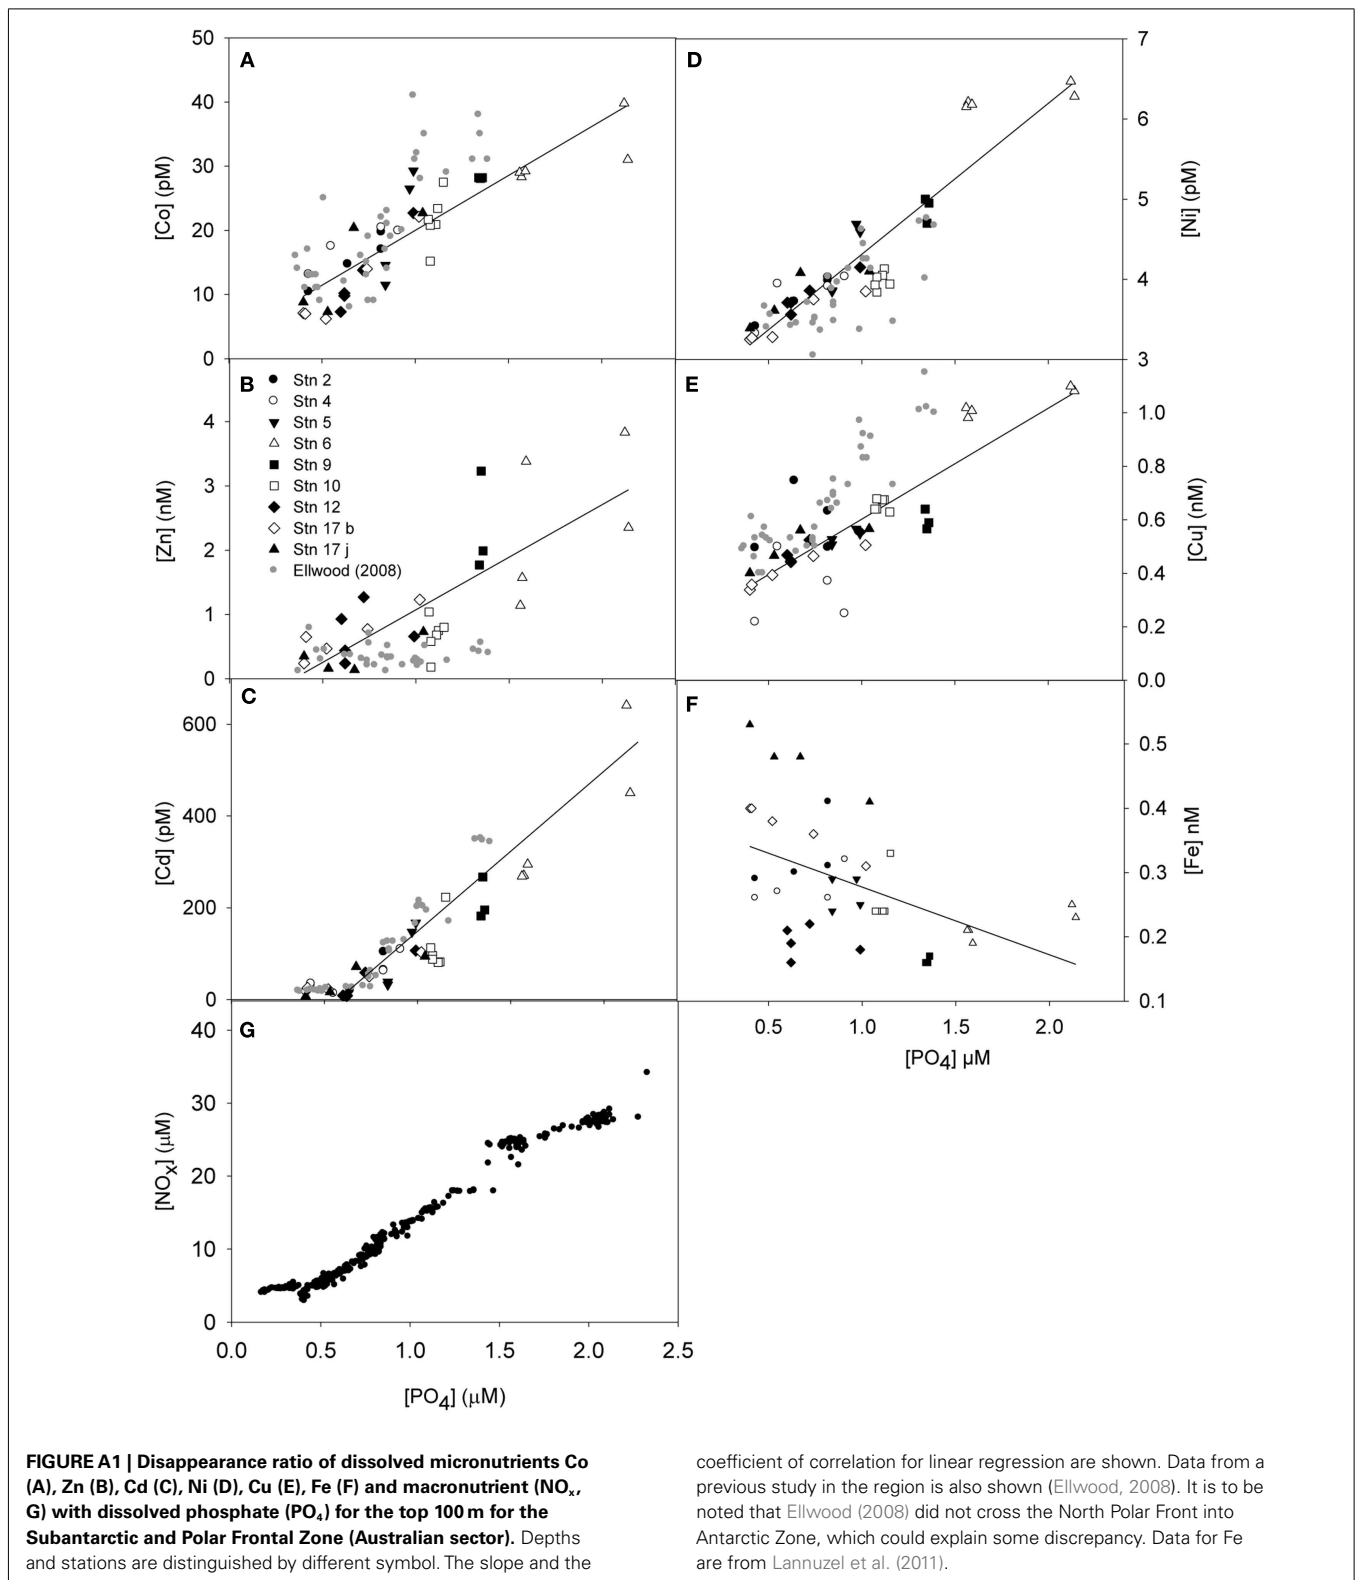 50
40
30
20
10
0
[Co] (pM)
A
D
7
6
5
4
3
[Ni] (pM)
B
Stn 2
Stn 4
Stn 5
Stn 6
Stn 9
Stn 10
Stn 12
Stn 17 b
Stn 17 j
Ellwood (2008)
4
3
2
1
0
[Zn] (nM)
E
1.0
0.8
0.6
0.4
0.2
0.0
[Cu] (nM)
C
600
400
200
0
[Cd] (pM)
F
0.5
0.4
0.3
0.2
0.1
[Fe] nM
0.5 1.0 1.5 2.0
[PO4] µM
G
40
30
20
10
0
[NOx] (µM)
0.0 0.5 1.0 1.5 2.0 2.5
[PO4] (µM)
FIGURE A1 | Disappearance ratio of dissolved micronutrients Co
(A), Zn (B), Cd (C), Ni (D), Cu (E), Fe (F) and macronutrient (NOx,
G) with dissolved phosphate (PO4) for the top 100 m for the
Subantarctic and Polar Frontal Zone (Australian sector). Depths
and stations are distinguished by different symbol. The slope and the
coefficient of correlation for linear regression are shown. Data from a
previous study in the region is also shown (Ellwood, 2008). It is to be
noted that Ellwood (2008) did not cross the North Polar Front into
Antarctic Zone, which could explain some discrepancy. Data for Fe
are from Lannuzel et al. (2011).